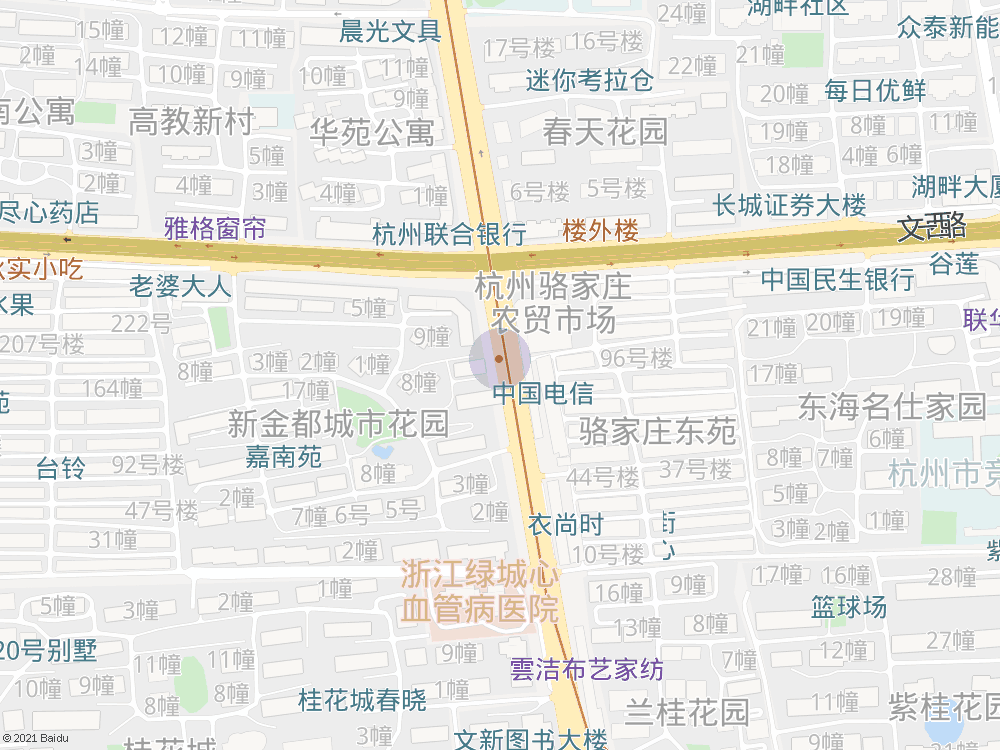 24幢
湖畔社区
15幢
12幢
11幢
晨光文具
17号楼
16号楼
众泰新能
2幢
14幢
10幢
9幢
10幢
11幢
22幢
迷你考拉仓
20幢
每日优鲜
南公寓
高教新村
9幢
华苑公寓
春天花园
19幢
8幢
11幢
3幢
5幢
18幢
4幢
6幢
2幢
4幢
3幢
4幢
1幢
6号楼
5号楼
湖畔大厦
尽心药店
雅格窗帘
杭州联合银行
楼外楼
长城证券大楼
文西路
小吃
老婆大人
杭州骆家庄
农贸市场
中国民生银行
谷莲
水果
222号
5幢
9幢
21幢
20幢
19幢
联华
207号楼
8幢
3幢
2幢
1幢
96号楼
17幢
164幢
17幢
8幢
中国电信
东海名仕家园
苑
新金都城市花园
骆家庄东苑
6幢
台铃
92号楼
嘉南苑
8幢
44号楼
37号楼
8幢
7幢
杭州市竞
2幢
3幢
5幢
47号楼
7幢
6号
5号
2幢
衣尚时
街
心
3幢
2幢
1幢
31幢
2幢
10号楼
紫
浙江绿城心
血管病医院
17幢
16幢
28幢
5幢
3幢
2幢
1幢
16幢
9幢
篮球场
13幢
8幢
27幢
20号别墅
11幢
11幢
9幢
雲洁布艺家纺
7幢
12幢
10幢
9幢
8幢
桂花城春晓
1幢
兰桂花园
11幢
紫桂花园
桂花城
3幢
文新图书大楼
10幢
© 2021 Baidu